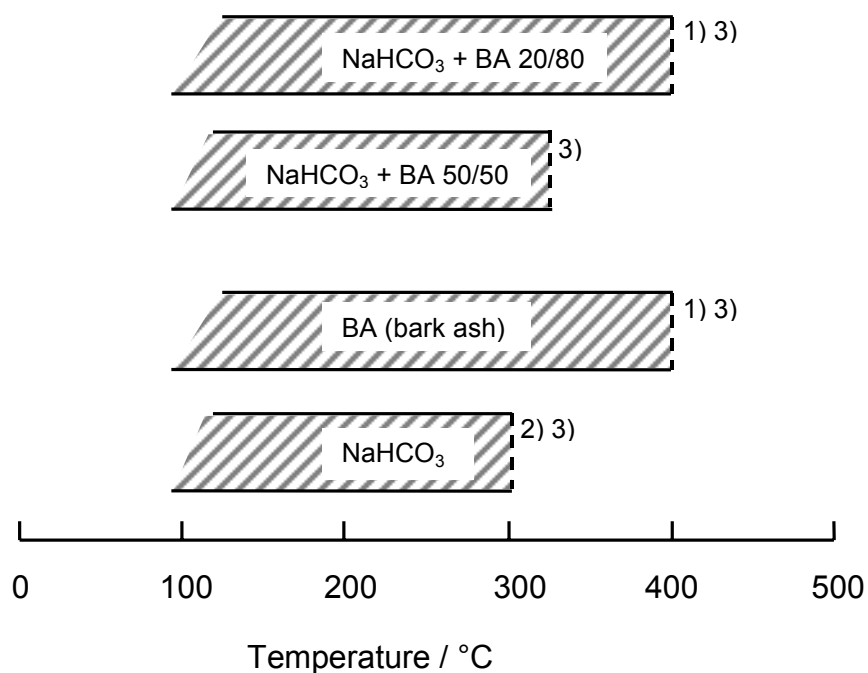 1) 3)
NaHCO₃ + BA 20/80
3)
NaHCO₃ + BA 50/50
1) 3)
BA (bark ash)
2) 3)
NaHCO₃
0 100 200 300 400 500
Temperature / °C